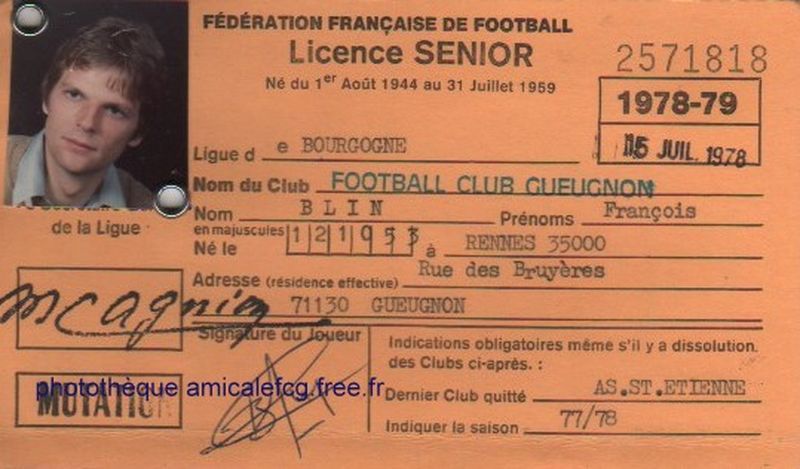 FÉDÉRATION FRANÇAISE DE FOOTBALL
Licence SENIOR
2571818
Né du 1er Août 1944 au 31 Juillet 1959
1978-79
15 JUIL. 1978
Ligue d e BOURGOGNE
Nom du Club FOOTBALL CLUB GUEUGNON
de la Ligue
Nom BLIN Prénoms François
en majuscules
Né le 121953 à RENNES 35000
Adresse (résidence effective) Rue des Bruyères
71130 GUEUGNON
Signature du Joueur
Indications obligatoires même s'il y a dissolution
des Clubs ci-après. :
photothèque amicalefcg.free.fr
MUTATION
Dernier Club quitté AS.ST.ETIENNE
Indiquer la saison 77/78